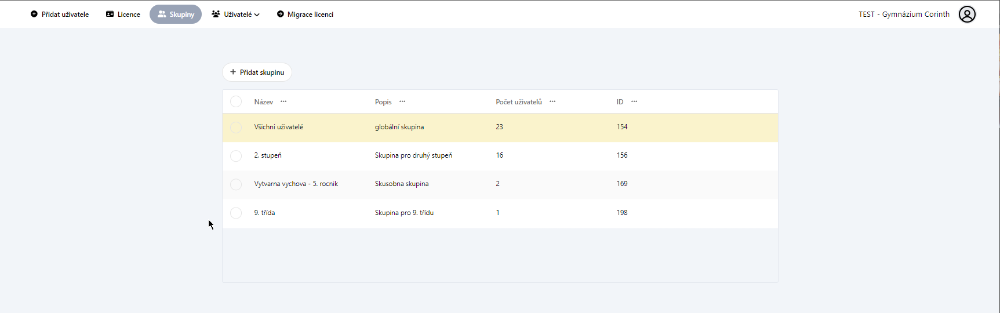 Přidat uživatele Licence Skupiny Uživatelé Migrace licenci TEST - Gymnázium Corinth
Přidat skupinu
Název Popis Počet uživatelů ID
Všichni uživatelé globální skupina 23 154
2. stupeň Skupina pro druhý stupeň 16 156
Vytvarna vychova - 5. rocnik Skusobna skupina 2 169
9. třída Skupina pro 9. třídu 1 198